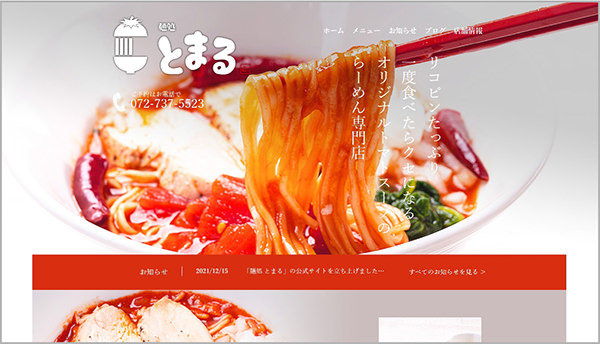 麺処
とまる
ホーム メニュー お知らせ ブログ 店舗情報
ご予約はお電話で
072-737-5523
リコピンたっぷり
一度食べたらクセになる
オリジナルトマトスープの
らーめん専門店
お知らせ 2021/12/15 「麺処 とまる」の公式サイトを立ち上げました… すべてのお知らせを見る >